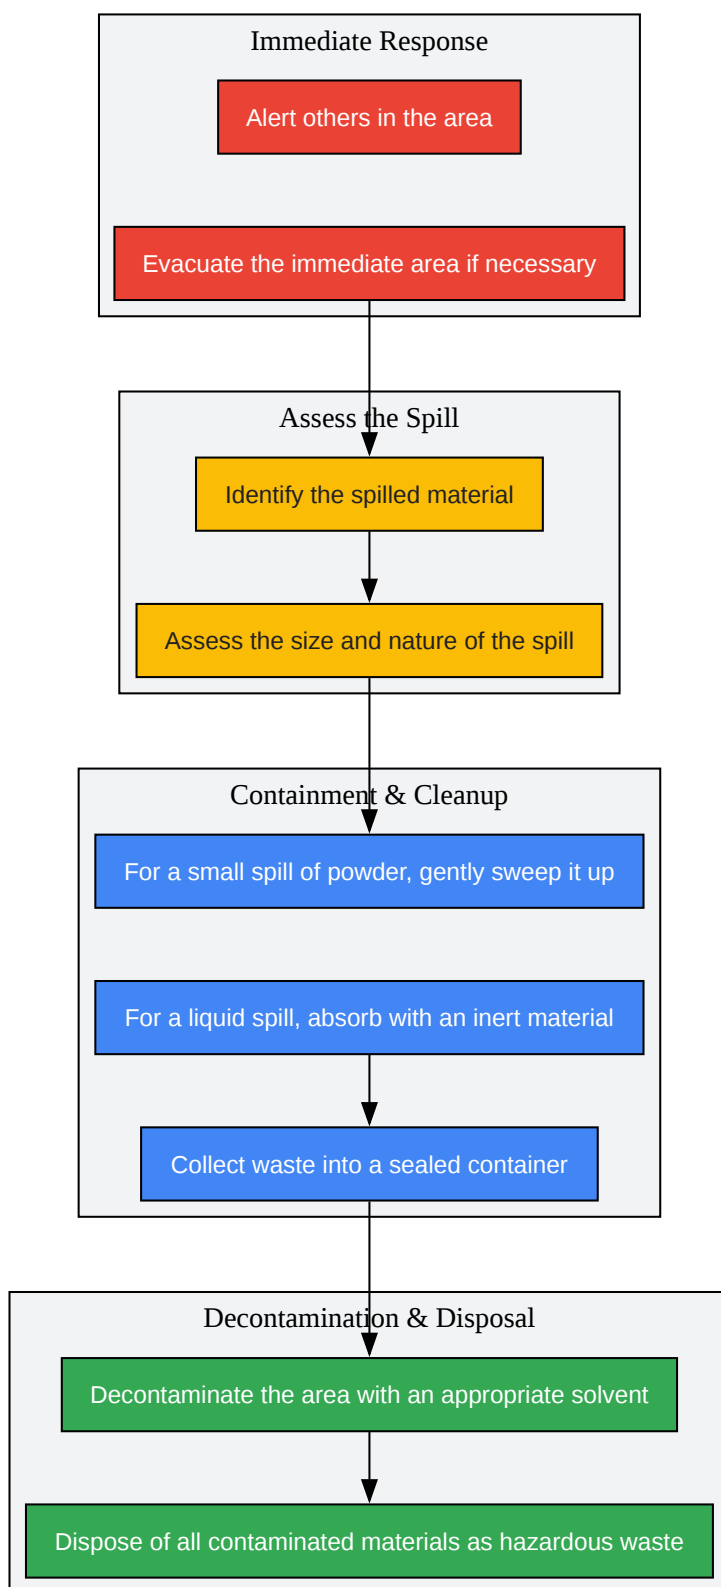 Immediate Response
Alert others in the area
Evacuate the immediate area if necessary
Assess the Spill
Identify the spilled material
Assess the size and nature of the spill
Containment & Cleanup
For a small spill of powder, gently sweep it up
For a liquid spill, absorb with an inert material
Collect waste into a sealed container
Decontamination & Disposal
Decontaminate the area with an appropriate solvent
Dispose of all contaminated materials as hazardous waste